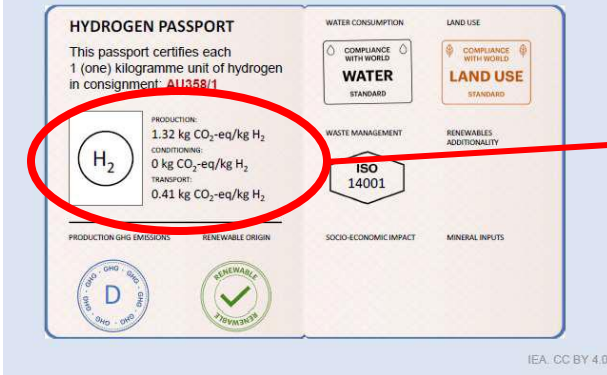 HYDROGEN PASSPORT
This passport certifies each
1 (one) kilogramme unit of hydrogen
in consignment: AU358/1
H₂
PRODUCTION:
1.32 kg CO₂-eq/kg H₂
CONDITIONING:
0 kg CO₂-eq/kg H₂
TRANSPORT:
0.41 kg CO₂-eq/kg H₂
PRODUCTION GHG EMISSIONS
RENEWABLE ORIGIN
GHG · GHG · GHG · GHG · GHG · GHG · GHG
D
RENEWABLE
RENEWABLE
WATER CONSUMPTION
LAND USE
COMPLIANCE
WITH WORLD
WATER
STANDARD
COMPLIANCE
WITH WORLD
LAND USE
STANDARD
WASTE MANAGEMENT
RENEWABLES
ADDITIONALITY
ISO
14001
SOCIO-ECONOMIC IMPACT
MINERAL INPUTS
IEA. CC BY 4.0